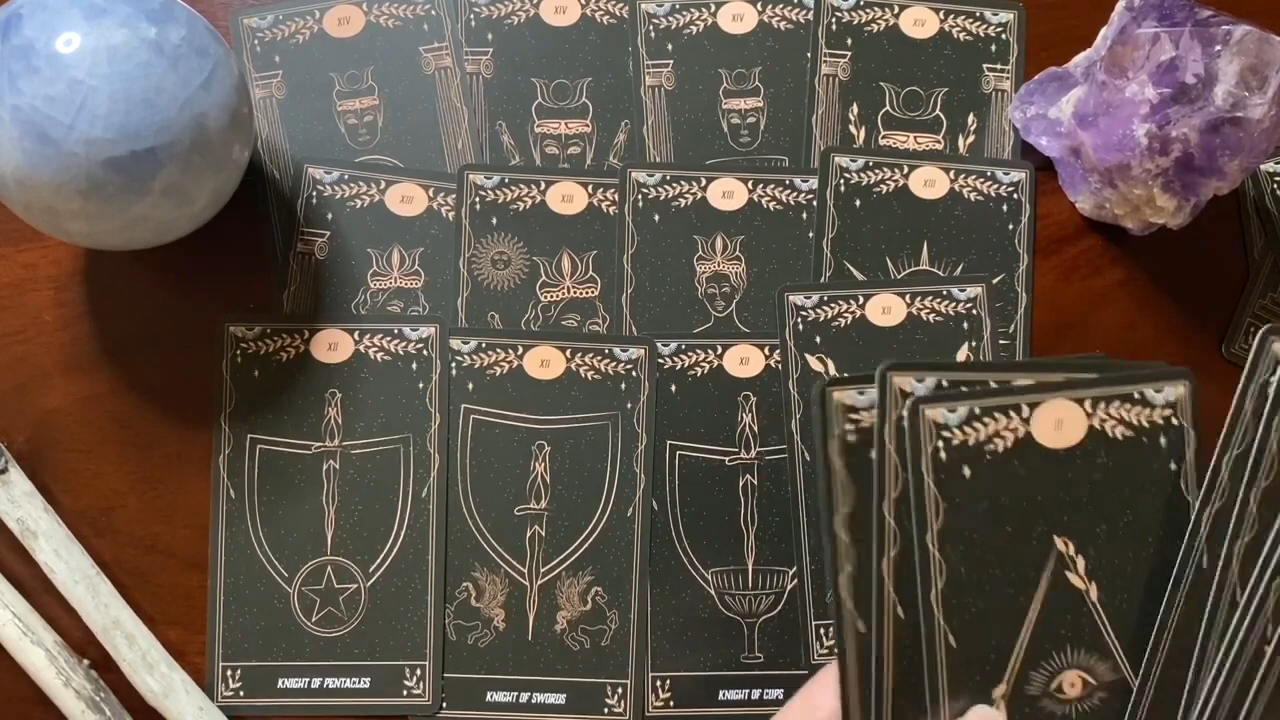 XIV
XIV
XIV
XIV
XIII
XIII
XIII
XIII
XII
XII
XII
XII
III
KNIGHT OF PENTACLES
KNIGHT OF SWORDS
KNIGHT OF CUPS